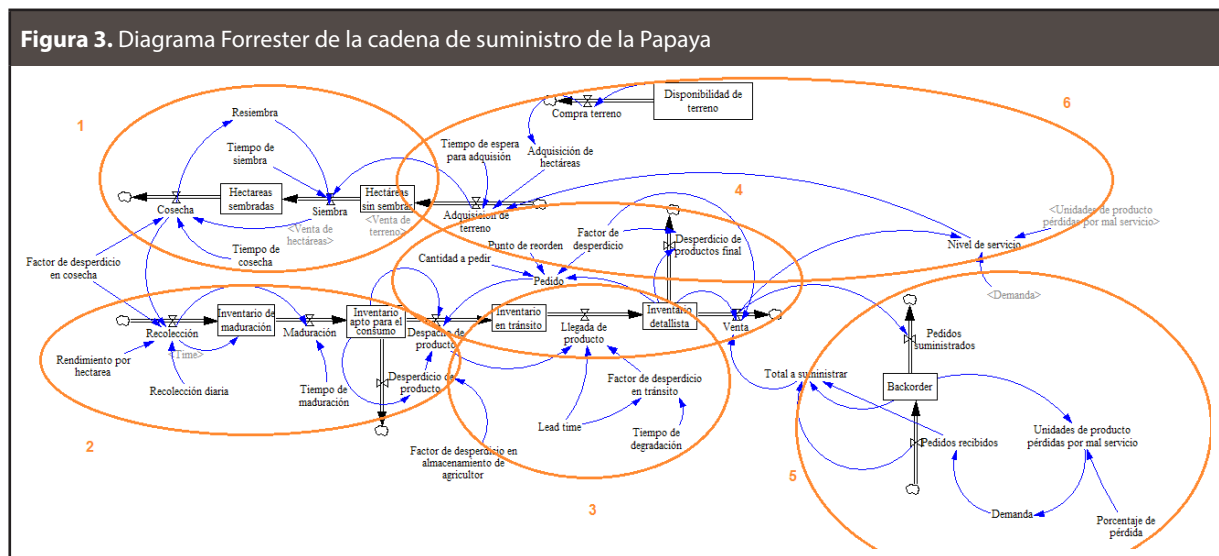 Figura 3. Diagrama Forrester de la cadena de suministro de la Papaya
6
Disponibilidad de
terreno
Compra terreno
1
Resiembra
Tiempo de espera
para adquisión
Adquisición de
hectáreas
Tiempo de
siembra
4
Hectareas
sembradas
Hectáreas
sin sembrar
Cosecha
Siembra
<Venta de
terreno>
Adquisición de
terreno
<Unidades de producto
pérdidas por mal servicio>
<Venta de
hectáreas>
Factor de
desperdicio
Desperdicio de
productos final
Nivel de servicio
Punto de reorden
Tiempo de
cosecha
Factor de desperdicio
en cosecha
Cantidad a pedir
Pedido
<Demanda>
Inventario de
maduración
Inventario
apto para el
consumo
Inventario
en tránsito
Inventario
detallista
Recolección
Maduración
Despacho de
producto
Llegada de
producto
Venta
Pedidos
suministrados
<Time>
Rendimiento por
hectarea
Recolección diaria
Tiempo de
maduración
Desperdicio de
producto
Factor de desperdicio
en tránsito
Total a suministrar
Backorder
Lead time
Tiempo de
degradación
Pedidos recibidos
Unidades de producto
pérdidas por mal servicio
2
Factor de desperdicio en
almacenamiento de
agricultor
5
3
Demanda
Porcentaje de
pérdida